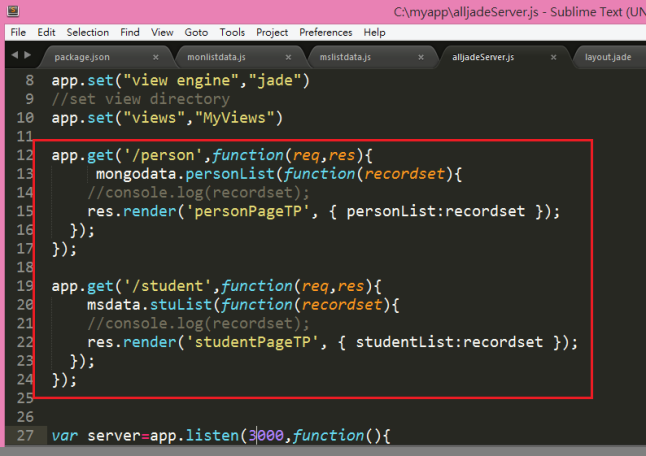 C:\myapp\alljadeServer.js - Sublime Text (UN
File Edit Selection Find View Goto Tools Project Preferences Help
package.json × monlistdata.js × mslistdata.js × alljadeServer.js × layout.jade
8 app.set("view engine","jade")
9 //set view directory
10 app.set("views","MyViews")
11
12 app.get('/person',function(req,res){
13 mongodata.personList(function(recordset){
14 //console.log(recordset);
15 res.render('personPageTP', { personList:recordset });
16 });
17 });
18
19 app.get('/student',function(req,res){
20 msdata.stuList(function(recordset){
21 //console.log(recordset);
22 res.render('studentPageTP', { studentList:recordset });
23 });
24 });
25
26
27 var server=app.listen(3000,function(){